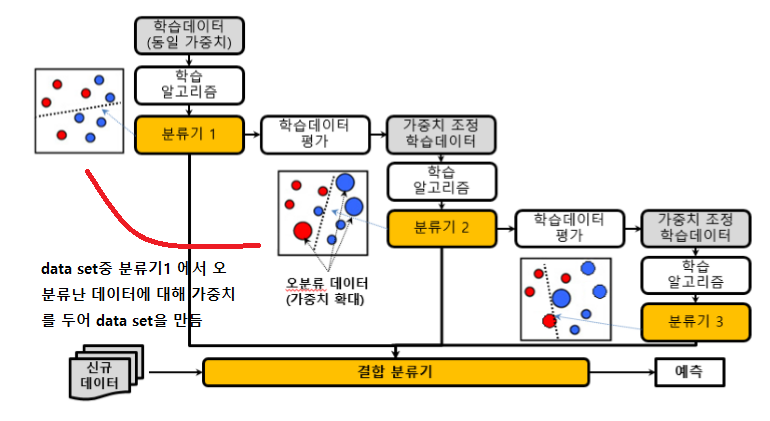 학습데이터
(동일 가중치)
학습
알고리즘
분류기 1
학습데이터
평가
가중치 조정
학습데이터
학습
알고리즘
분류기 2
학습데이터
평가
가중치 조정
학습데이터
학습
알고리즘
분류기 3
오분류 데이터
(가중치 확대)
data set중 분류기1 에서 오
분류난 데이터에 대해 가중치
를 두어 data set을 만듬
신규
데이터
결합 분류기
예측